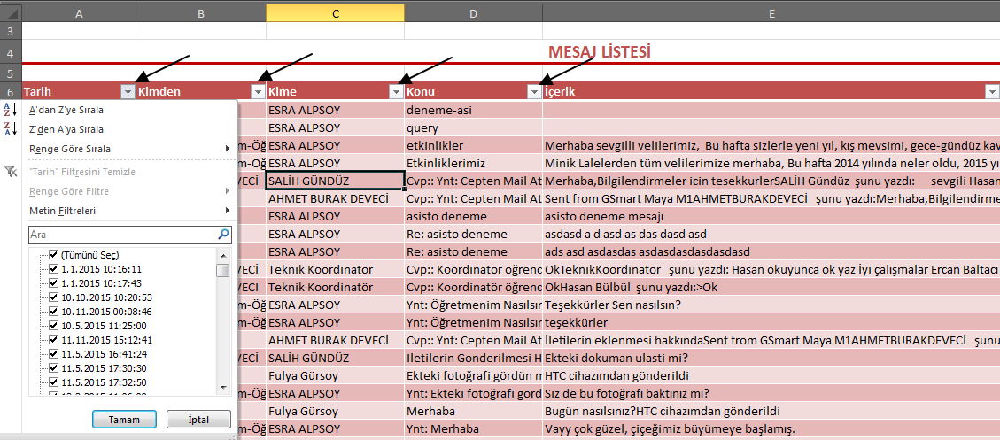 A B C D E
3
4 MESAJ LİSTESİ
5
6 Tarih Kimden Kime Konu İçerik
A'dan Z'ye Sırala
Z'den A'ya Sırala
Renge Göre Sırala
"Tarih" Filtresini Temizle
Renge Göre Filtre
Metin Filtreleri
Ara
(Tümünü Seç)
1.1.2015 10:16:11
1.1.2015 10:17:43
10.10.2015 10:20:53
10.11.2015 00:08:46
10.5.2015 11:25:00
11.11.2015 15:12:41
11.5.2015 16:41:24
11.5.2015 17:30:30
11.5.2015 17:32:50
Tamam İptal
ESRA ALPSOY deneme-asi
ESRA ALPSOY query
m-Öğ ESRA ALPSOY etkinlikler Merhaba sevgilli velilerimiz, Bu hafta sizlerle yeni yıl, kış mevsimi, gece-gündüz kav
m-Öğ ESRA ALPSOY Etkinliklerimiz Minik Lalelerden tüm velilerimize merhaba, Bu hafta 2014 yılında neler oldu, 2015 yı
VECİ SALİH GÜNDÜZ Cvp:: Ynt: Cepten Mail At Merhaba,Bilgilendirmeler icin tesekkurlerSALİH Gündüz şunu yazdı: sevgili Hasan
AHMET BURAK DEVECİ Cvp:: Ynt: Cepten Mail At Sent from GSmart Maya M1AHMETBURAKDEVECİ şunu yazdı:Merhaba,Bilgilendirme
ESRA ALPSOY asisto deneme asisto deneme mesajı
ESRA ALPSOY Re: asisto deneme asdasd a d asd as das dasd asd
ESRA ALPSOY Re: asisto deneme ads asd asdasdas asdasdasdasdasdasd
VECİ Teknik Koordinatör Cvp:: Koordinatör öğrenc OkTeknikKoordinatör şunu yazdı: Hasan okuyunca ok yaz İyi çalışmalar Ercan Baltacı
VECİ Teknik Koordinatör Cvp:: Koordinatör öğrenc OkHasan Bülbül şunu yazdı:>Ok
m-Öğ ESRA ALPSOY Ynt: Öğretmenim Nasılsın Teşekkürler Sen nasılsın?
m-Öğ ESRA ALPSOY Ynt: Öğretmenim Nasılsın teşekkürler
AHMET BURAK DEVECİ Cvp:: Ynt: Cepten Mail At İletilerin eklenmesi hakkındaSent from GSmart Maya M1AHMETBURAKDEVECİ şunu
VECİ SALİH GÜNDÜZ Iletilerin Gonderilmesi H Ekteki dokuman ulasti mi?
Fulya Gürsoy Ekteki fotoğrafı gördün m HTC cihazımdan gönderildi
m-Öğ ESRA ALPSOY Ynt: Ekteki fotoğrafı görd Siz de bu fotoğrafı baktınız mı?
Fulya Gürsoy Merhaba Bugün nasılsınız?HTC cihazımdan gönderildi
m-Öğ ESRA ALPSOY Ynt: Merhaba Vayy çok güzel, çiçeğimiz büyümeye başlamış.